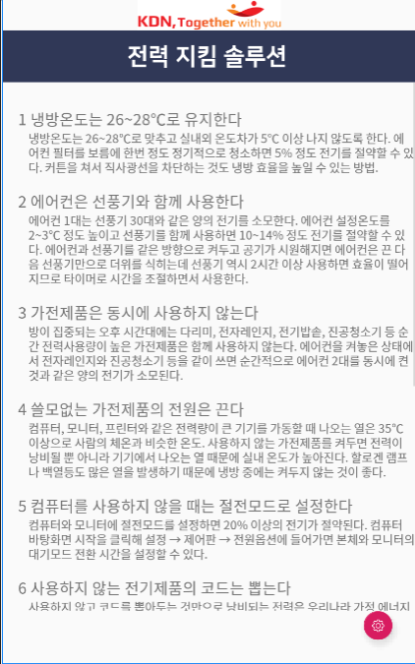 KDN, Together with you
전력 지킴 솔루션
1 냉방온도는 26~28℃로 유지한다
냉방온도는 26~28℃로 맞추고 실내외 온도차가 5℃ 이상 나지 않도록 한다. 에
어컨 필터를 보름에 한번 정도 정기적으로 청소하면 5% 정도 전기를 절약할 수 있
다. 커튼을 쳐서 직사광선을 차단하는 것도 냉방 효율을 높일 수 있는 방법.
2 에어컨은 선풍기와 함께 사용한다
에어컨 1대는 선풍기 30대와 같은 양의 전기를 소모한다. 에어컨 설정온도를
2~3℃ 정도 높이고 선풍기를 함께 사용하면 10~14% 정도 전기를 절약할 수 있
다. 에어컨과 선풍기를 같은 방향으로 켜두고 공기가 시원해지면 에어컨은 끈 다
음 선풍기만으로 더위를 식히는데 선풍기 역시 2시간 이상 사용하면 효율이 떨어
지므로 타이머로 시간을 조절하면서 사용한다.
3 가전제품은 동시에 사용하지 않는다
방이 집중되는 오후 시간대에는 다리미, 전자레인지, 전기밥솥, 진공청소기 등 순
간 전력사용량이 높은 가전제품은 함께 사용하지 않는다. 에어컨을 켜놓은 상태에
서 전자레인지와 진공청소기 등을 같이 쓰면 순간적으로 에어컨 2대를 동시에 켠
것과 같은 양의 전기가 소모된다.
4 쓸모없는 가전제품의 전원은 끈다
컴퓨터, 모니터, 프린터와 같은 전력량이 큰 기기를 가동할 때 나오는 열은 35℃
이상으로 사람의 체온과 비슷한 온도. 사용하지 않는 가전제품를 켜두면 전력이
낭비될 뿐 아니라 기기에서 나오는 열 때문에 실내 온도가 높아진다. 할로겐 램프
나 백열등도 많은 열을 발생하기 때문에 냉방 중에는 켜두지 않는 것이 좋다.
5 컴퓨터를 사용하지 않을 때는 절전모드로 설정한다
컴퓨터와 모니터에 절전모드를 설정하면 20% 이상의 전기가 절약된다. 컴퓨터
바탕화면 시작을 클릭해 설정 → 제어판 → 전원옵션에 들어가면 본체와 모니터의
대기모드 전환 시간을 설정할 수 있다.
6 사용하지 않는 전기제품의 코드는 뽑는다
사용하지 않고 코드를 뽑아두는 것만으로 낭비되는 전력은 우리나라 가정 에너지